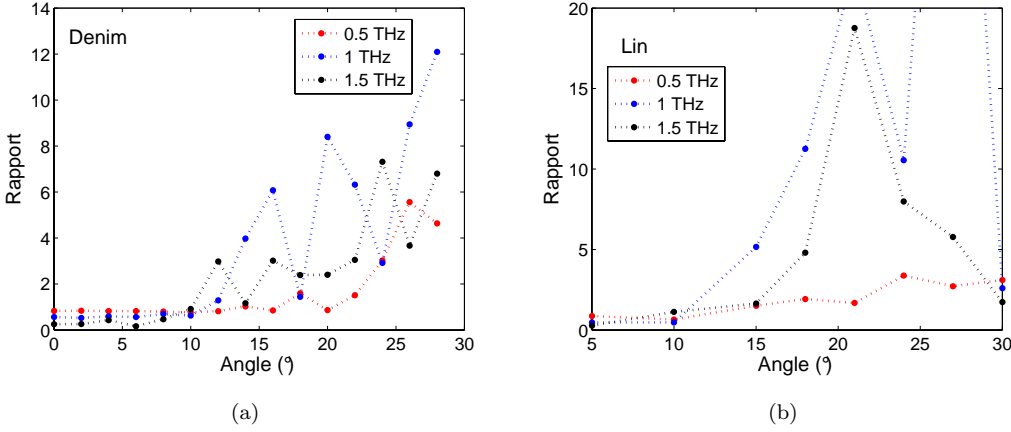 Denim
0.5 THz
1 THz
1.5 THz
Rapport
14
12
10
8
6
4
2
0
0 5 10 15 20 25 30
Angle (°)
(a)
Lin
0.5 THz
1 THz
1.5 THz
Rapport
20
15
10
5
0
5 10 15 20 25 30
Angle (°)
(b)